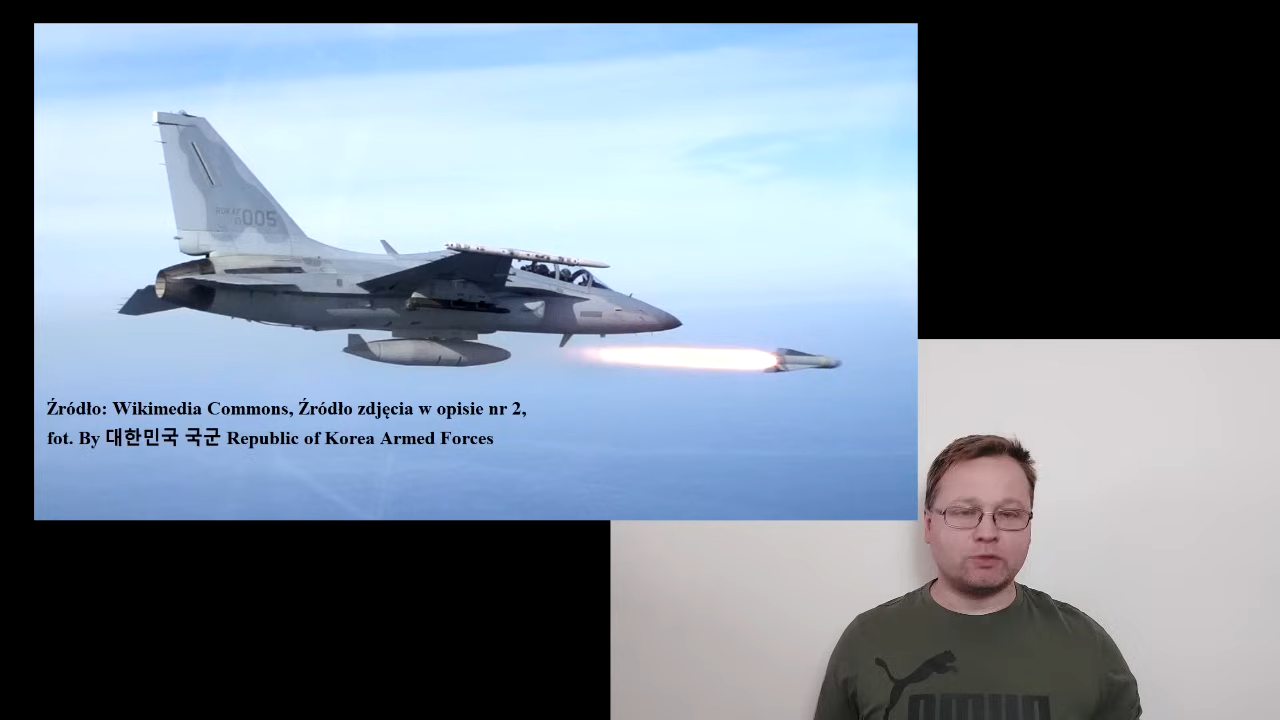 005
Źródło: Wikimedia Commons, Źródło zdjęcia w opisie nr 2,
fot. By 대한민국 국군 Republic of Korea Armed Forces